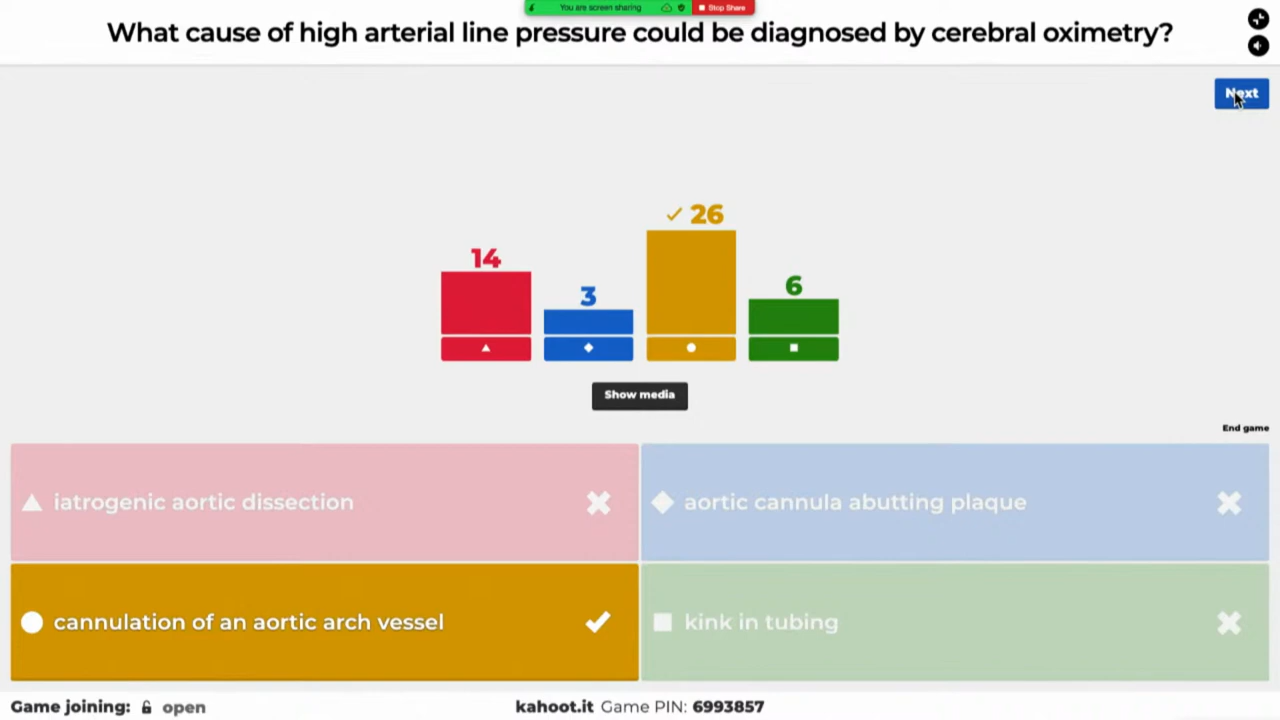 You are screen sharing
Stop Share
What cause of high arterial line pressure could be diagnosed by cerebral oximetry?
Next
14
3
26
6
Show media
End game
iatrogenic aortic dissection
aortic cannula abutting plaque
cannulation of an aortic arch vessel
kink in tubing
Game joining: open
kahoot.it Game PIN: 6993857